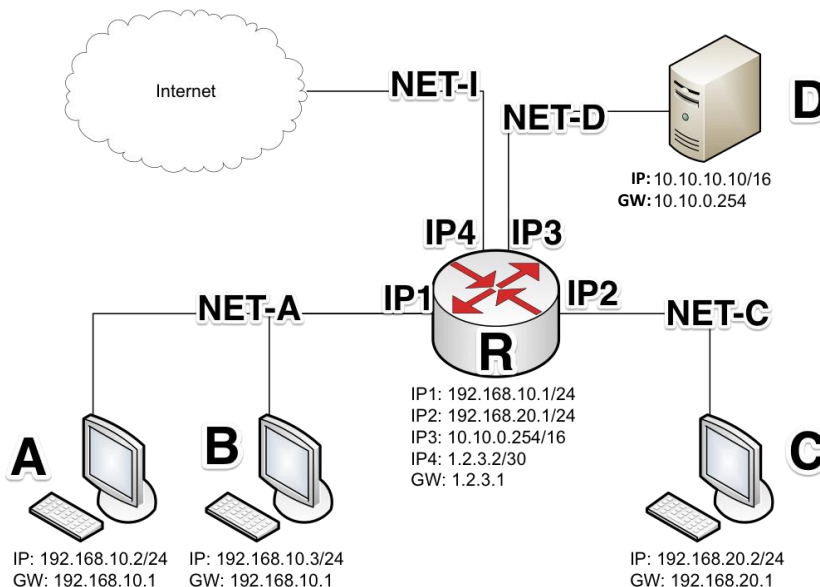 Internet
NET-I
NET-D
D
IP: 10.10.10.10/16
GW: 10.10.0.254
IP4
IP3
NET-A
IP1
IP2
NET-C
R
IP1: 192.168.10.1/24
IP2: 192.168.20.1/24
IP3: 10.10.0.254/16
IP4: 1.2.3.2/30
GW: 1.2.3.1
A
IP: 192.168.10.2/24
GW: 192.168.10.1
B
IP: 192.168.10.3/24
GW: 192.168.10.1
C
IP: 192.168.20.2/24
GW: 192.168.20.1